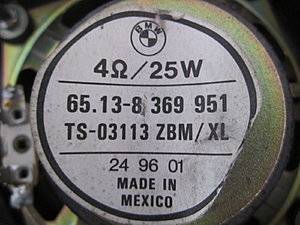 BMW
4Ω/25W
65.13-8 369 951
TS-03113 ZBM/XL
24 96 01
MADE IN
MEXICO